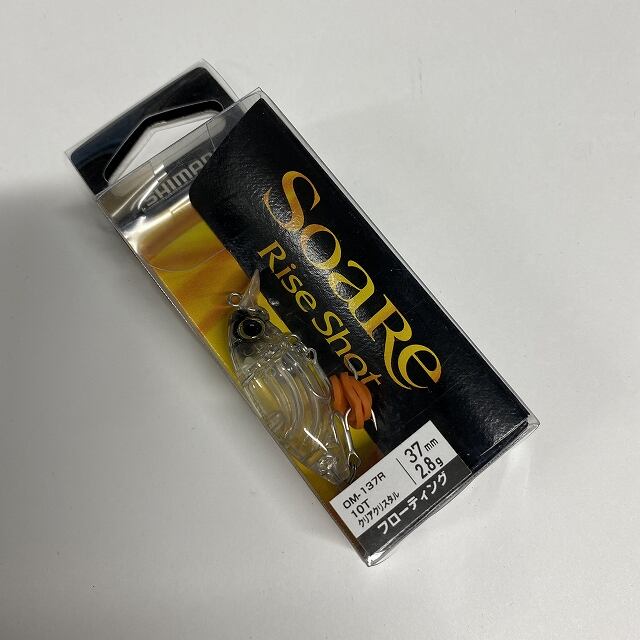 SHIMANO
SOARE
Rise Shot
OM-137R
10T
クリアクリスタル
37mm
2.8g
フローティング